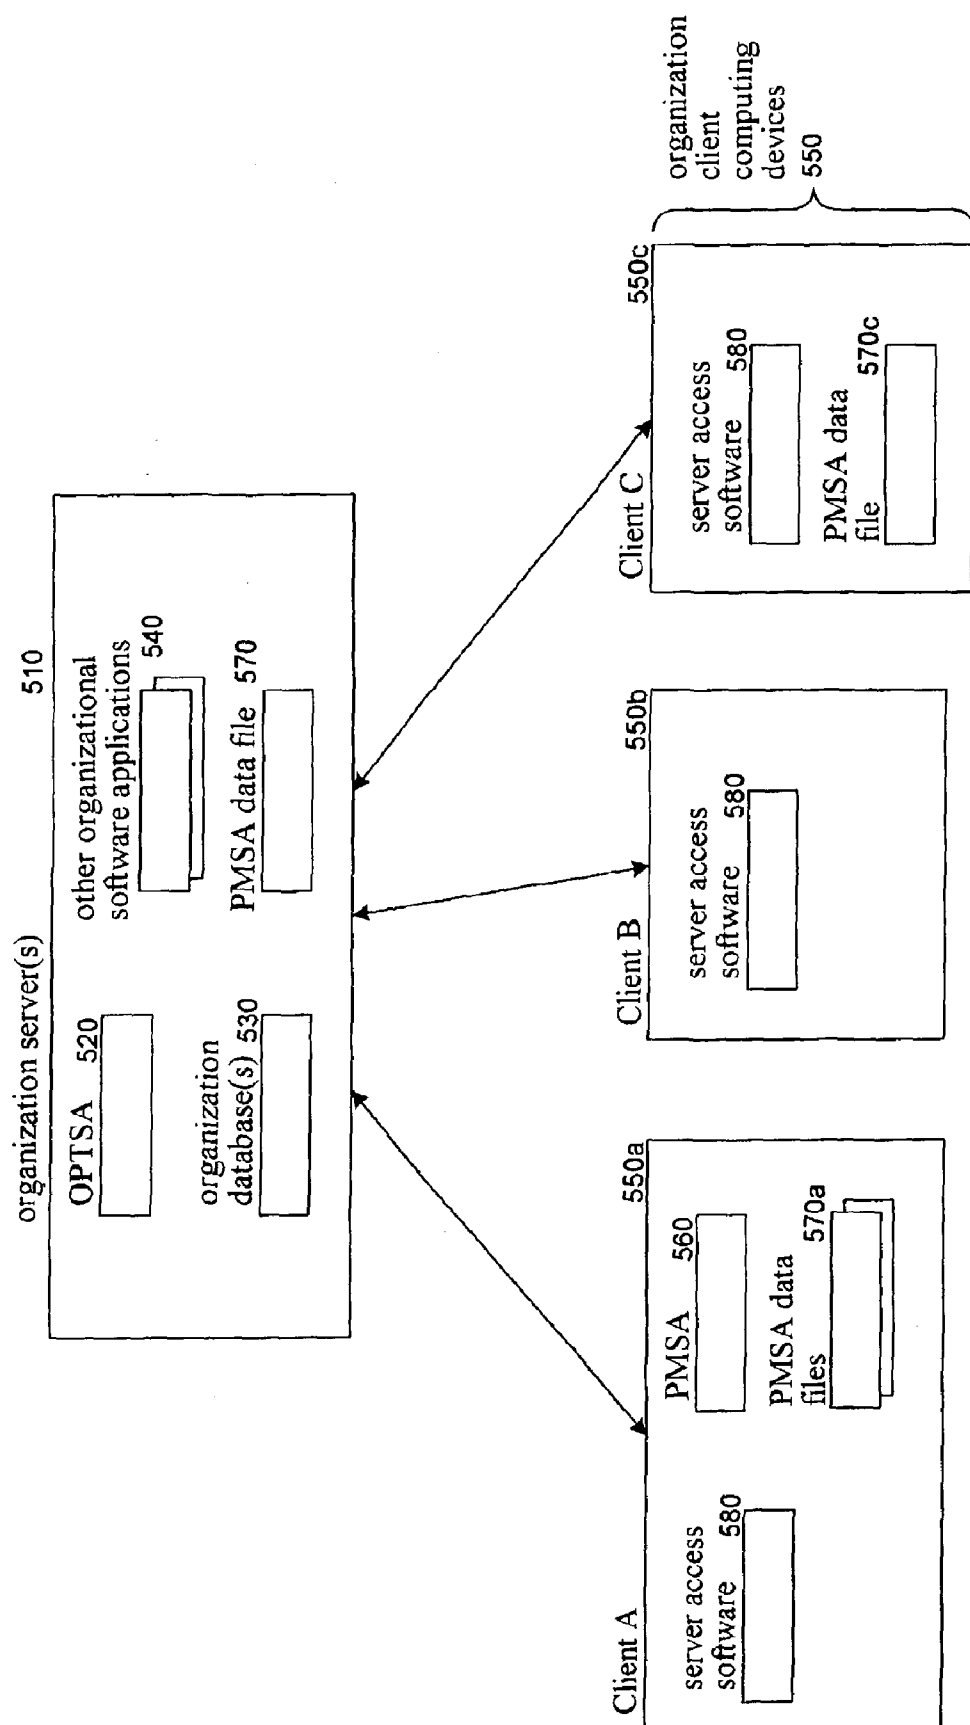 organization server(s)
510
OPTSA 520
other organizational
software applications
540
organization
database(s) 530
PMSA data file 570
Client A
550a
server access
software 580
PMSA 560
PMSA data
files 570a
Client B
550b
server access
software 580
Client C
550c
server access
software 580
PMSA data
file 570c
organization
client
computing
devices
550